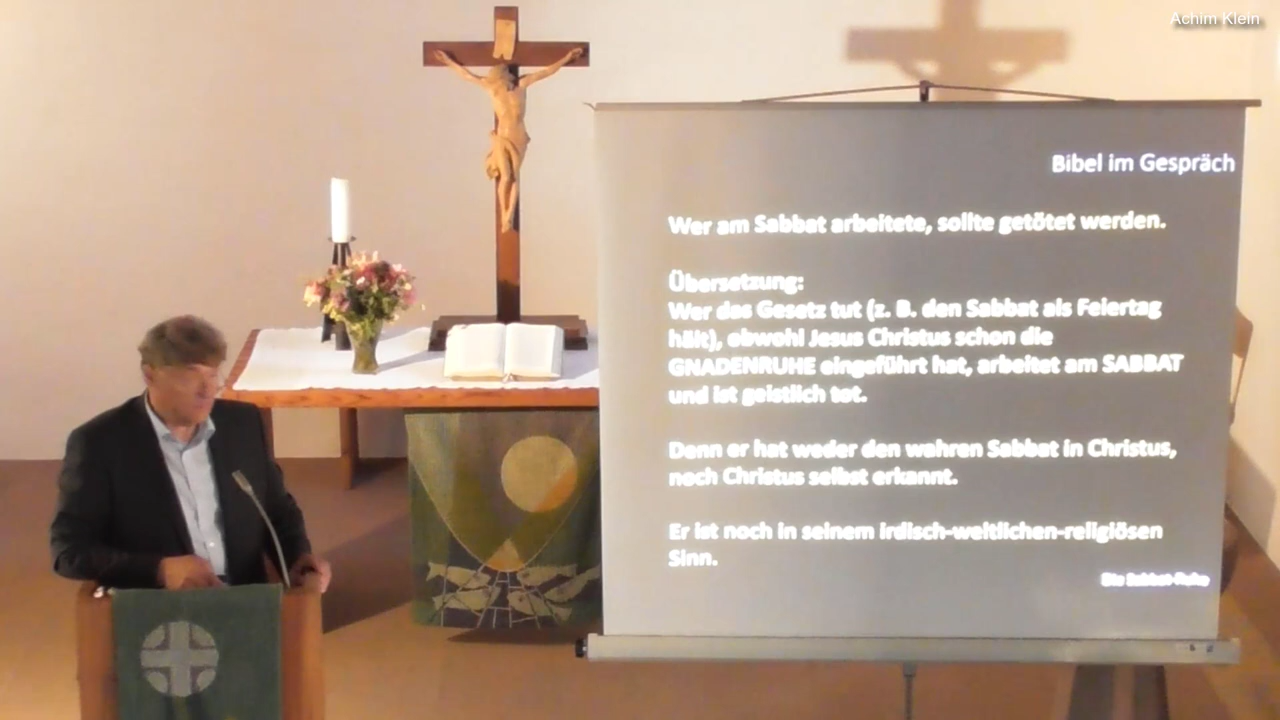 Achim Klein
Bibel im Gespräch
Wer am Sabbat arbeitete, sollte getötet werden.
Übersetzung:
Wer das Gesetz tut (z. B. den Sabbat als Feiertag
hält), obwohl Jesus Christus schon die
GNADENRUHE eingeführt hat, arbeitet am SABBAT
und ist geistlich tot.
Denn er hat weder den wahren Sabbat in Christus,
noch Christus selbst erkannt.
Er ist noch in seinem irdisch-weltlichen-religiösen
Sinn.
Die Sabbat-Ruhe